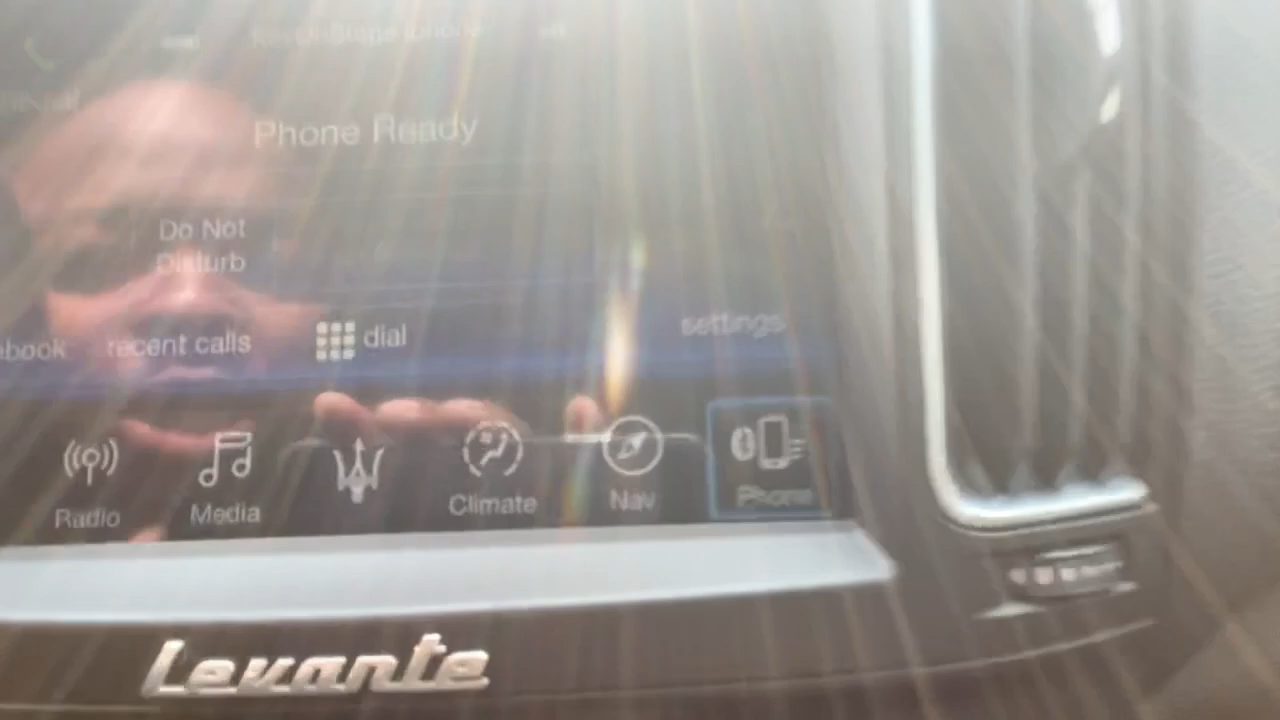 Phone Ready
Do Not
Disturb
recent calls
dial
settings
Radio
Media
Climate
Nav
Phone
Levante